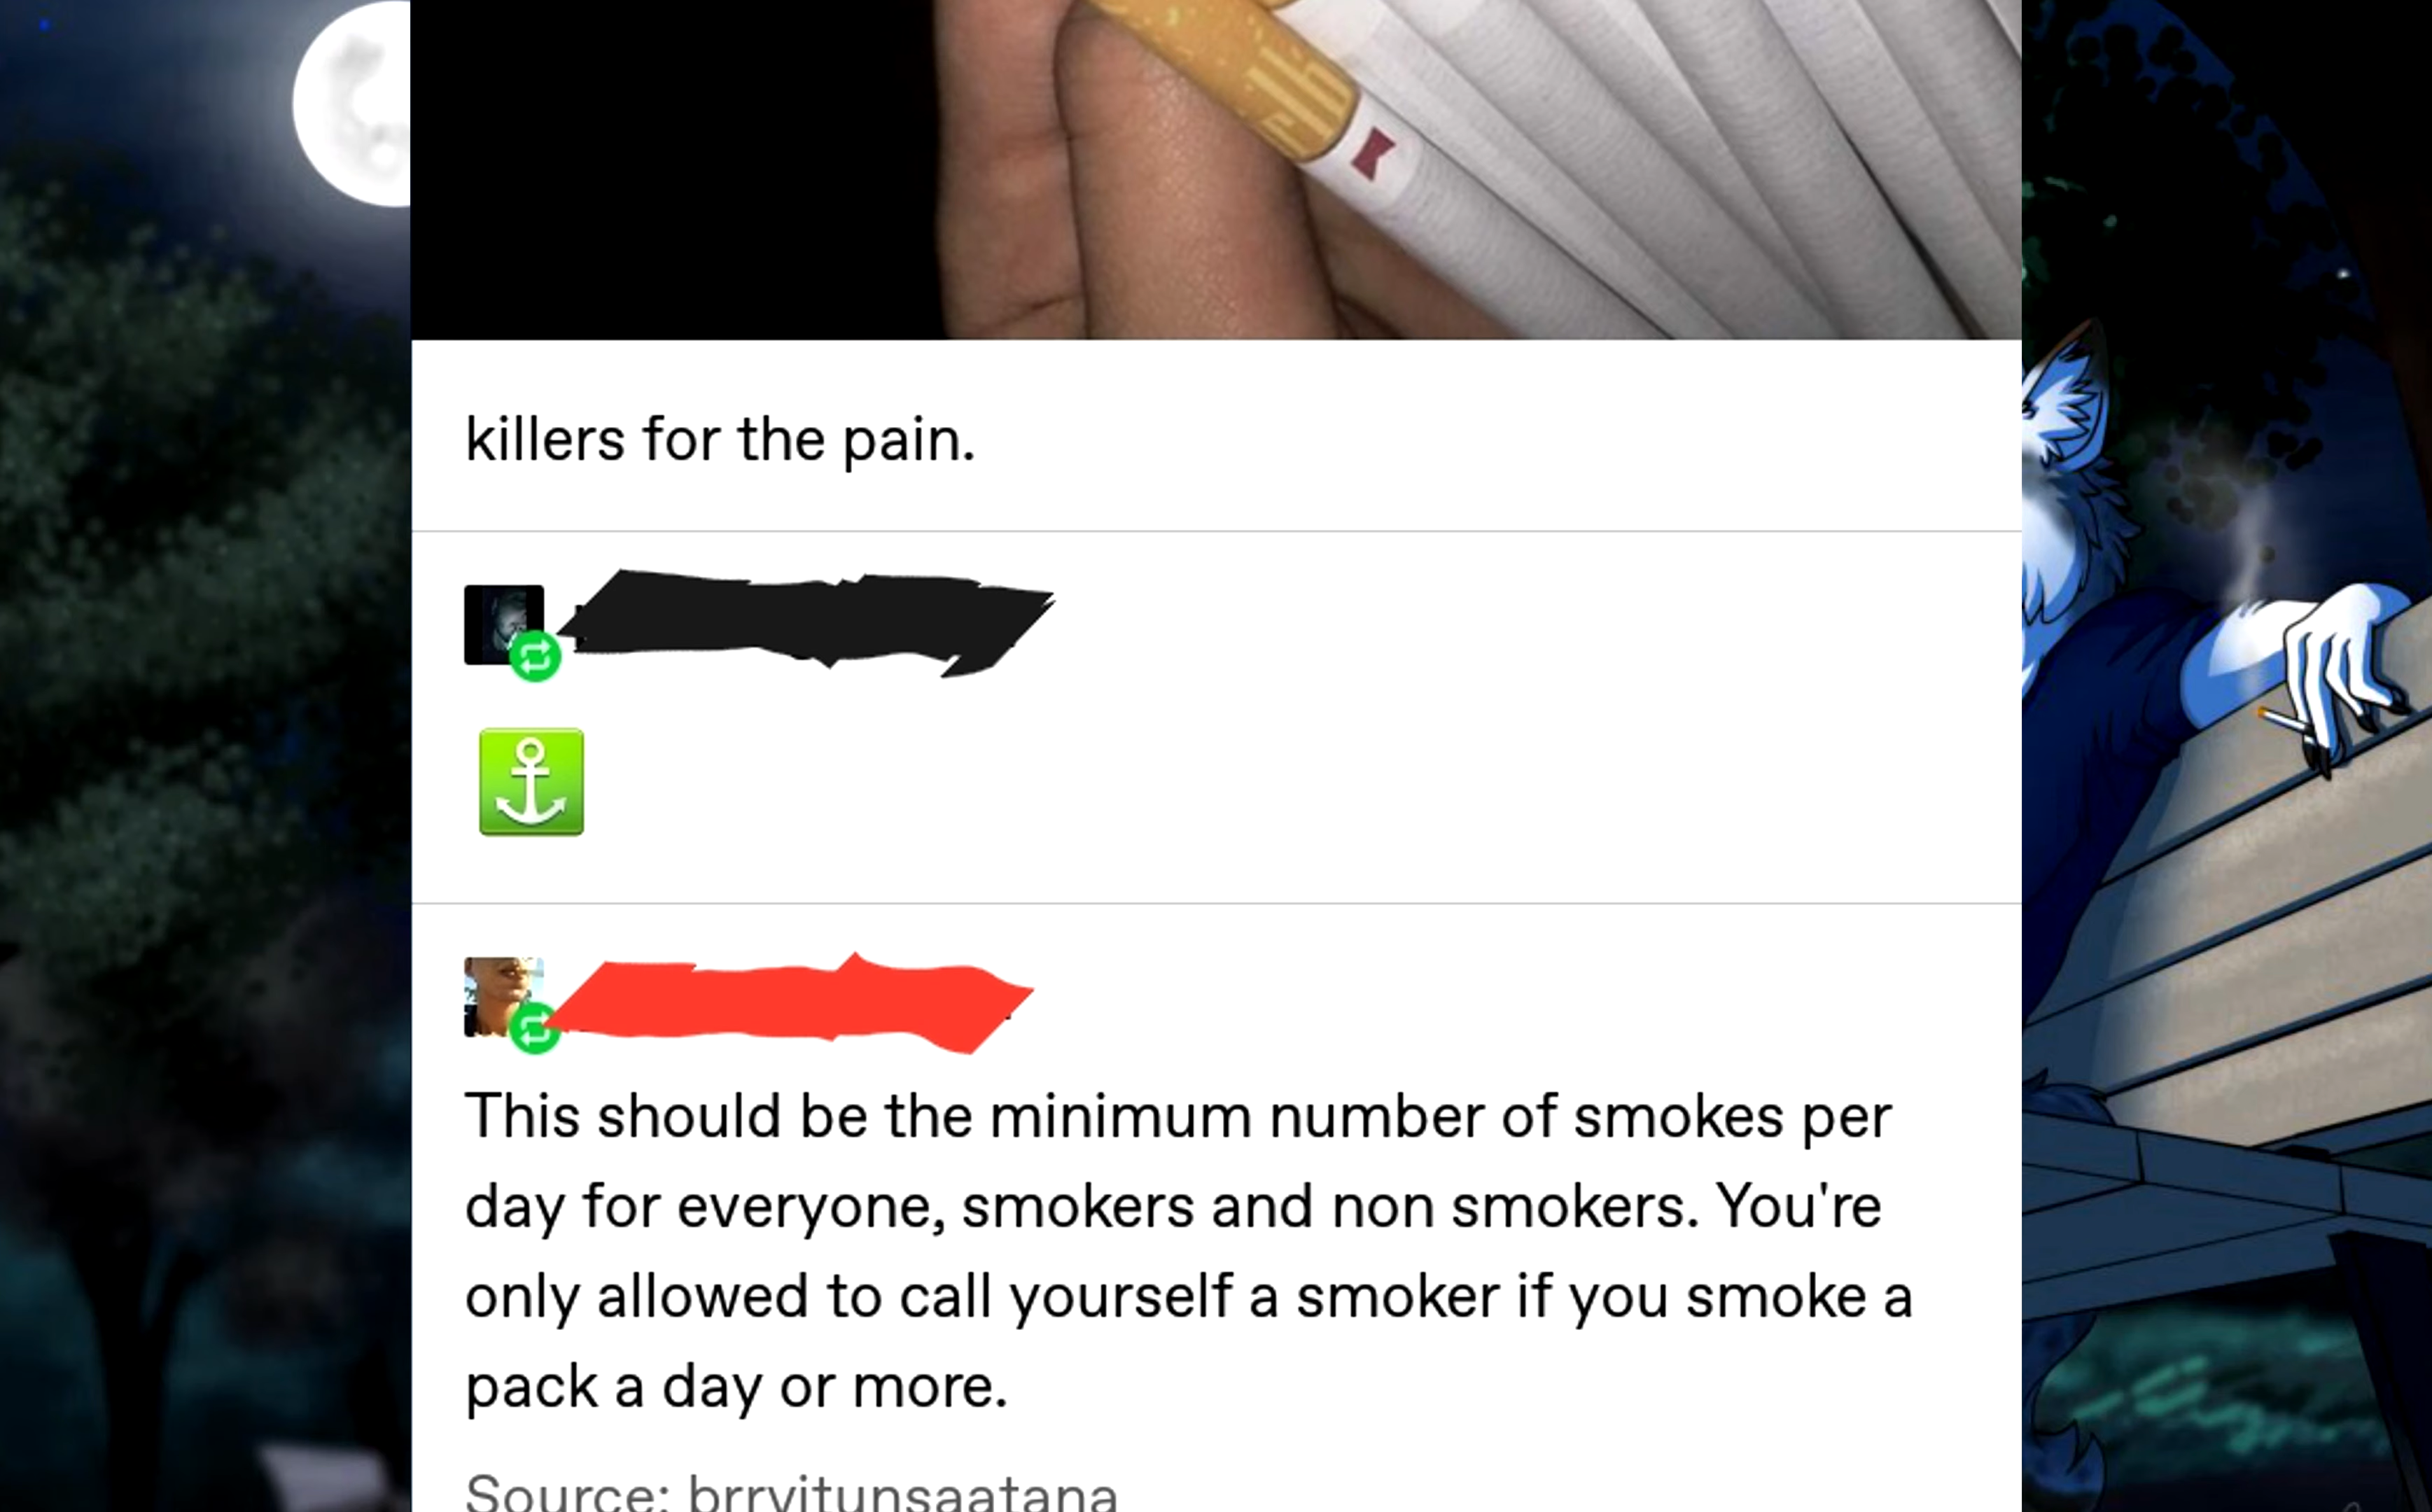 killers for the pain.
This should be the minimum number of smokes per
day for everyone, smokers and non smokers. You're
only allowed to call yourself a smoker if you smoke a
pack a day or more.
Source: brrvitunsaatana